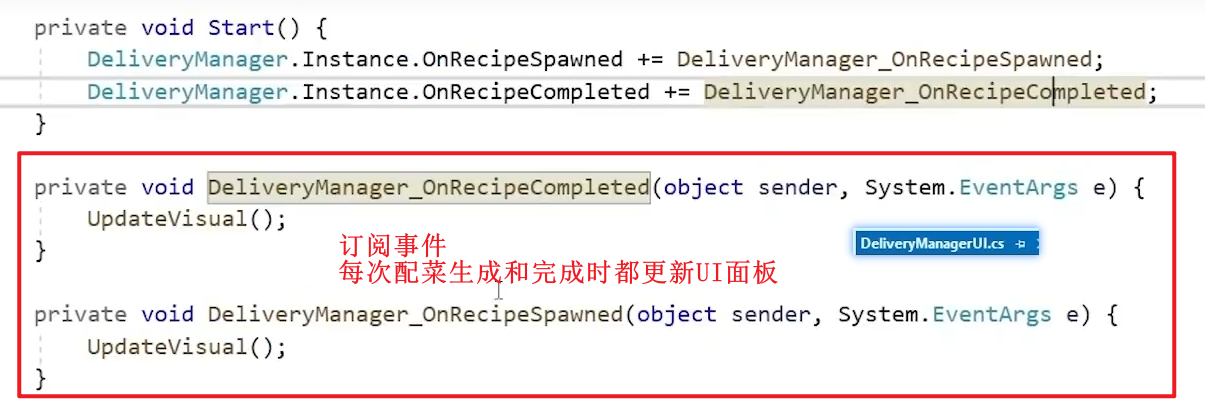 private void Start() {
DeliveryManager.Instance.OnRecipeSpawned += DeliveryManager_OnRecipeSpawned;
DeliveryManager.Instance.OnRecipeCompleted += DeliveryManager_OnRecipeCompleted;
}
private void DeliveryManager_OnRecipeCompleted(object sender, System.EventArgs e) {
UpdateVisual();
}
订阅事件
每次配菜生成和完成时都更新UI面板
DeliveryManagerUI.cs
private void DeliveryManager_OnRecipeSpawned(object sender, System.EventArgs e) {
UpdateVisual();
}